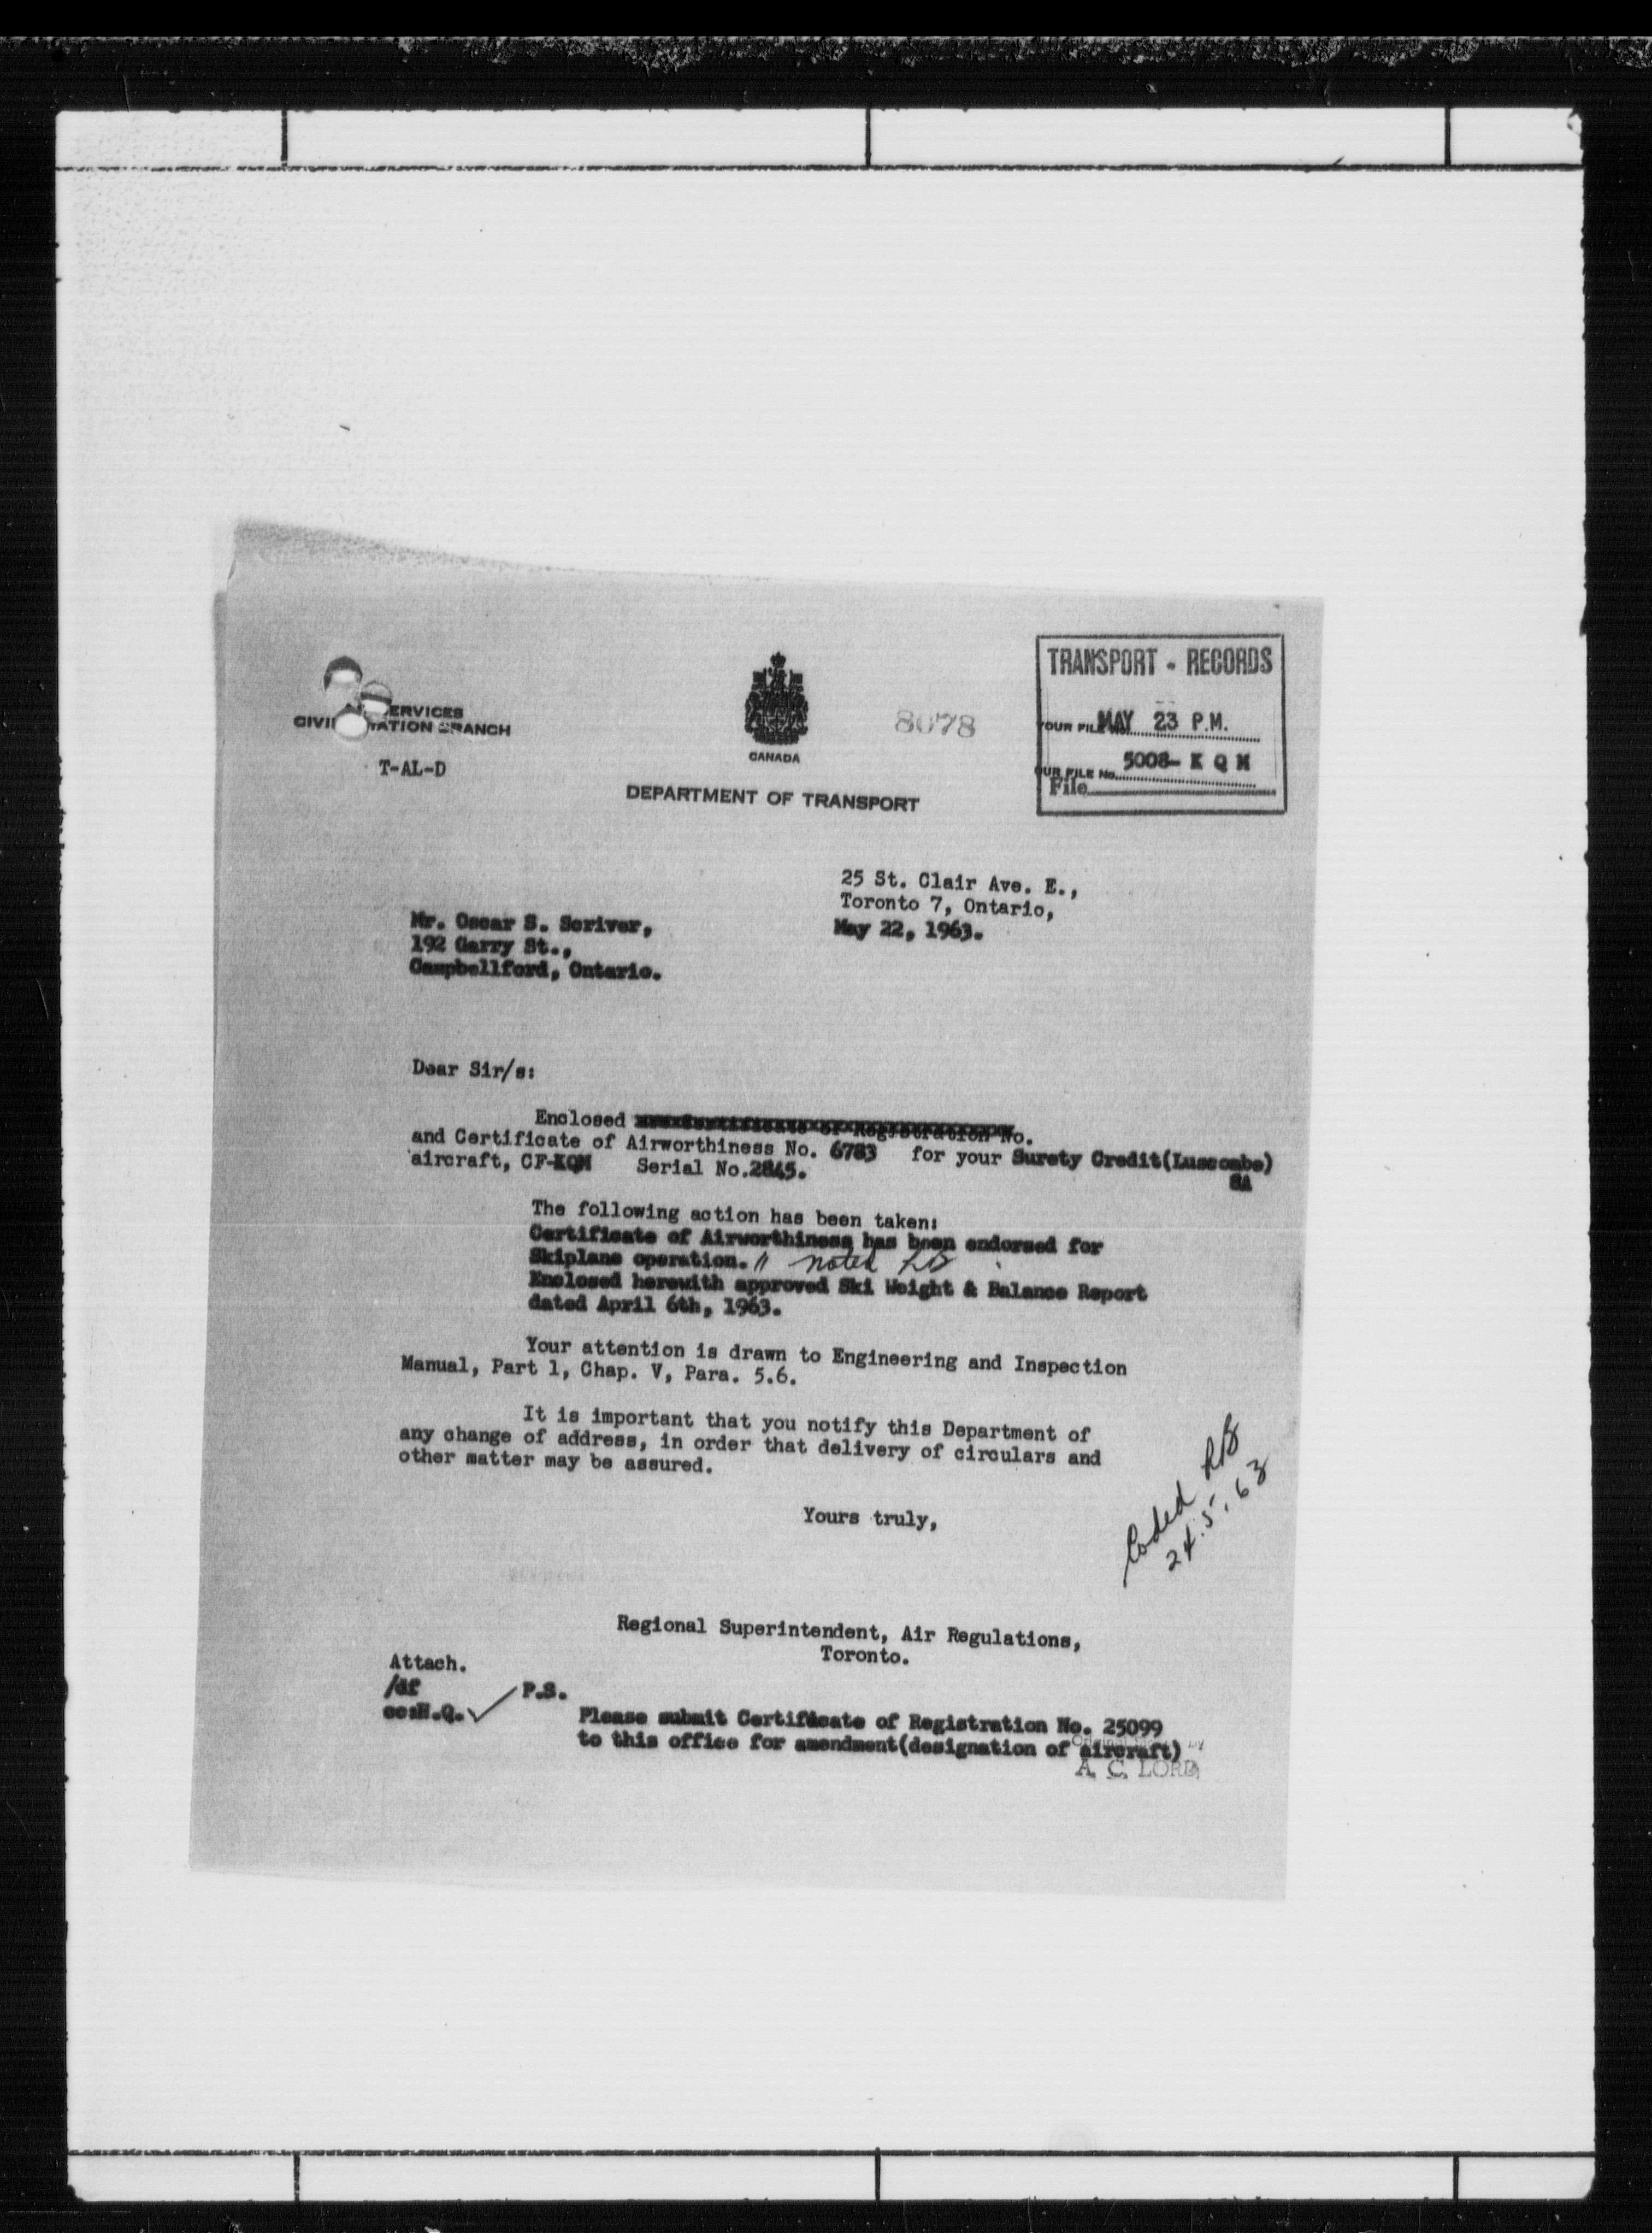 ERVICES
CIVI ATION BRANCH
T-AL-D
CANADA
DEPARTMENT OF TRANSPORT
8078
TRANSPORT - RECORDS
YOUR FILE No. MAY 23 P.M.
OUR FILE No. 5008- K Q M
File
25 St. Clair Ave. E.,
Toronto 7, Ontario,
May 22, 1963.
Mr. Oscar S. Scriver,
192 Garry St.,
Campbellford, Ontario.
Dear Sir/s:
Enclosed of Registration No.
and Certificate of Airworthiness No. 6783 for your Surety Credit(Luscombe)
8A
aircraft, CF-KQM Serial No.2845.
The following action has been taken:
Certificate of Airworthiness has been endorsed for
Skiplane operation. " noted
Enclosed herewith approved Ski Weight & Balance Report
dated April 6th, 1963.
Your attention is drawn to Engineering and Inspection
Manual, Part 1, Chap. V, Para. 5.6.
It is important that you notify this Department of
any change of address, in order that delivery of circulars and
other matter may be assured.
Coded RB
24.5.63
Yours truly,
Regional Superintendent, Air Regulations,
Toronto.
Attach.
/df
cc:H.Q. ✓
P.S.
Please submit Certificate of Registration No. 25099
to this office for amendment(designation of aircraft)
A. C. LORD